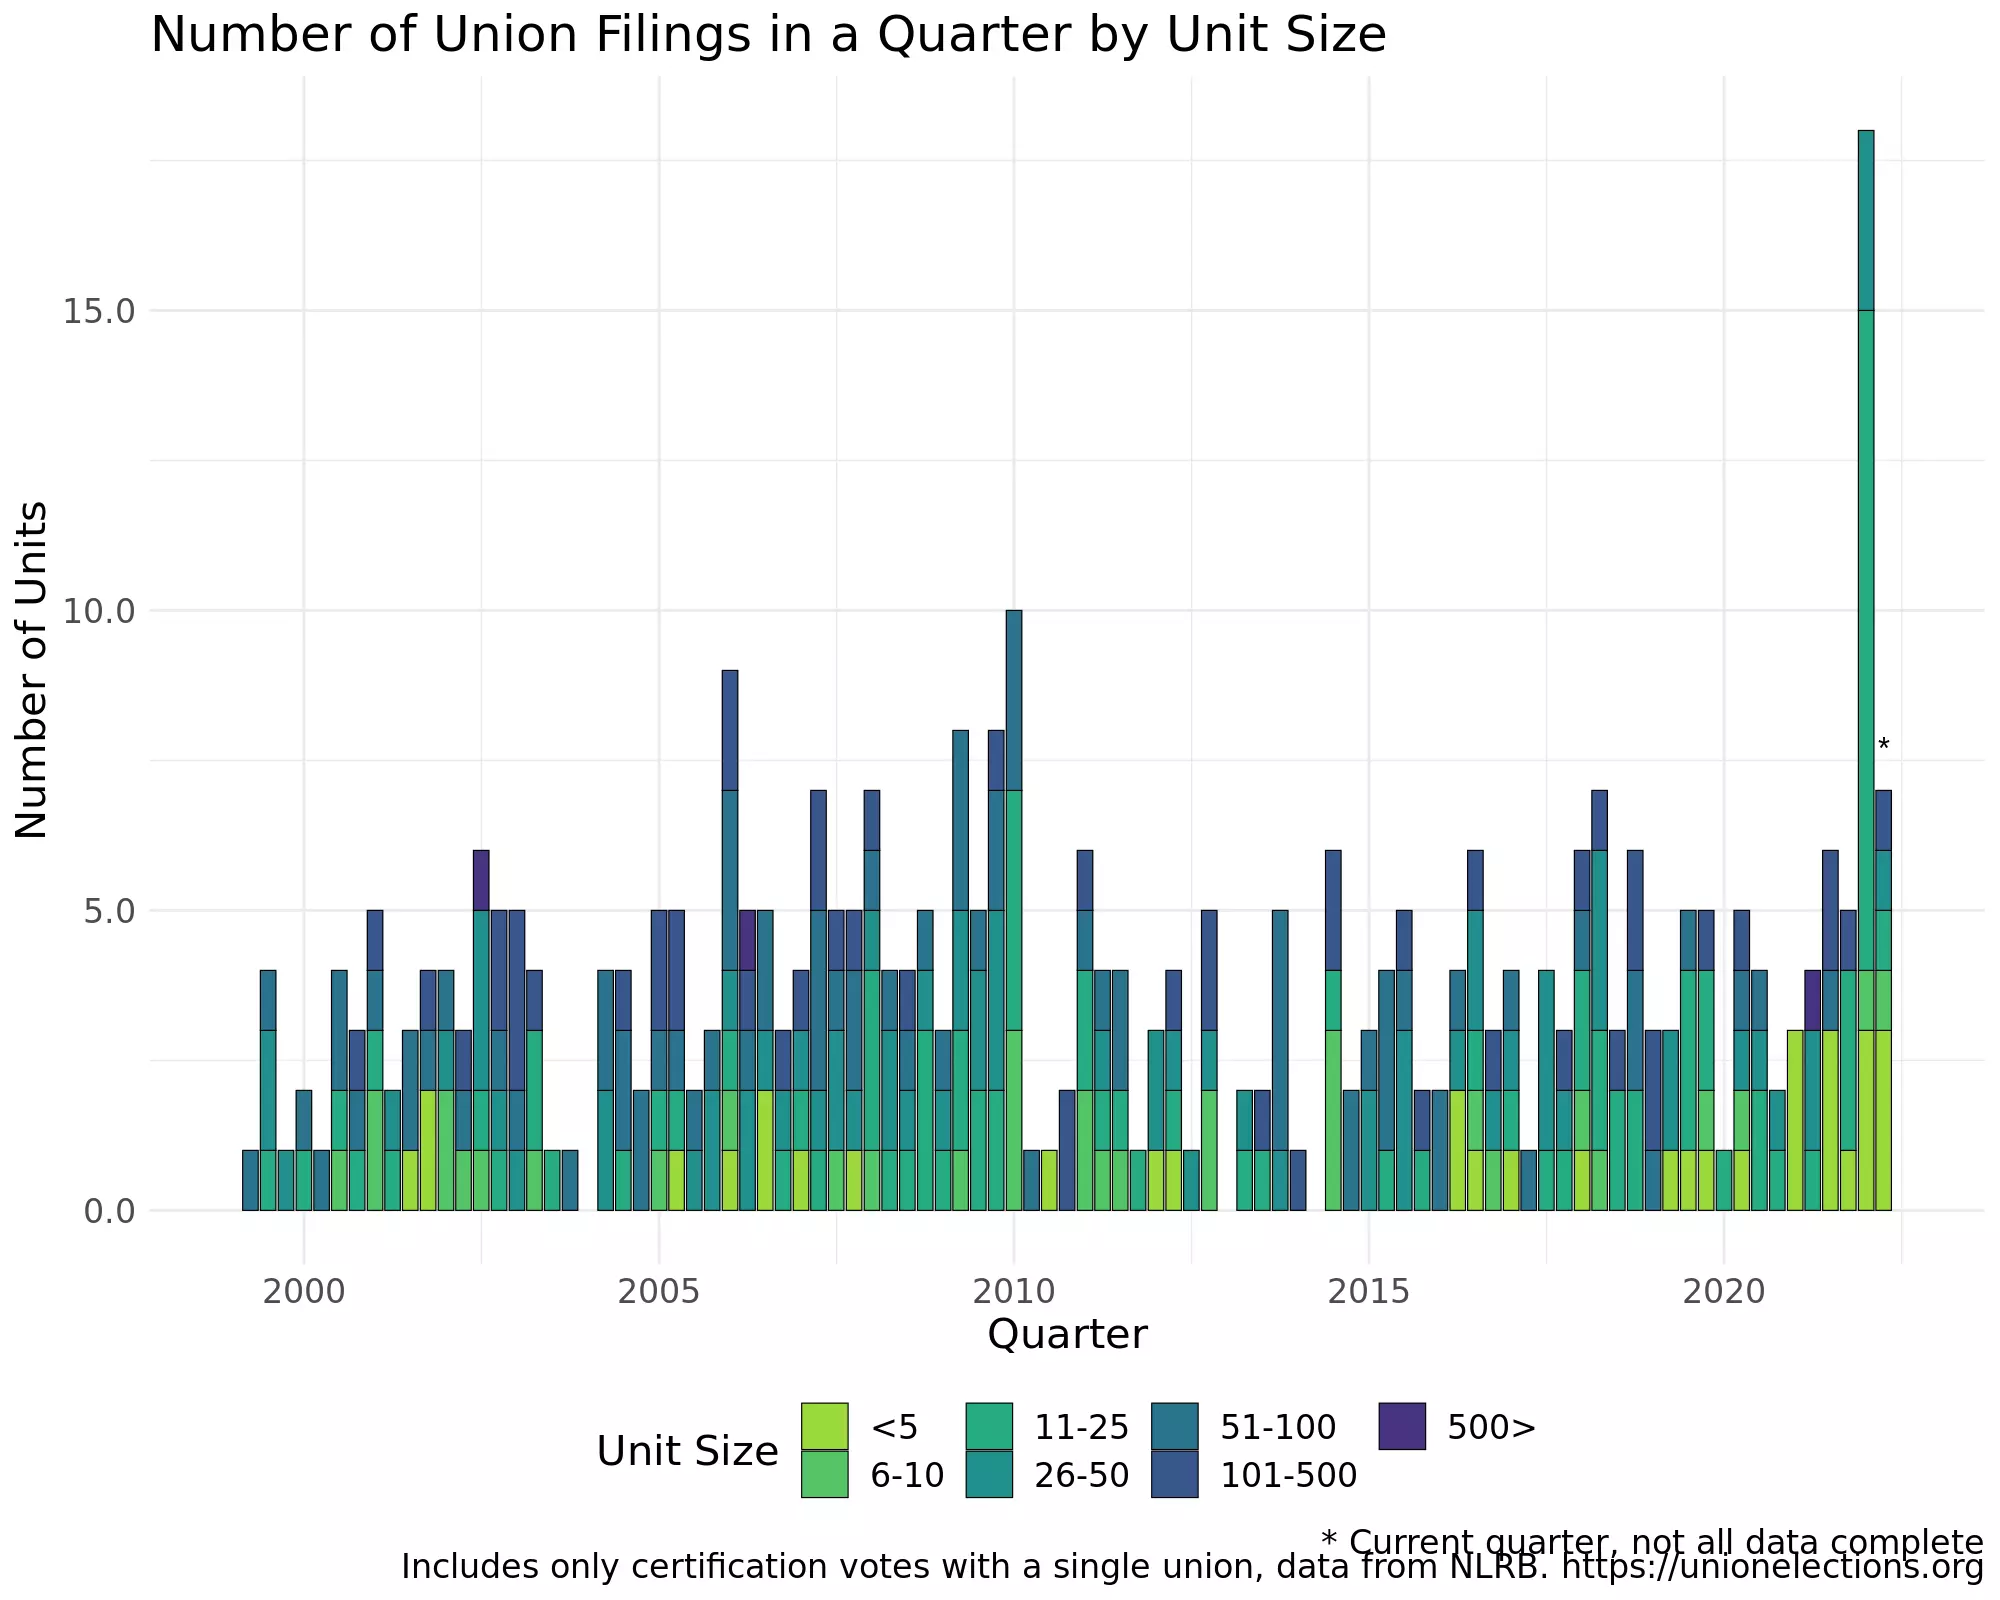 Number of Union Filings in a Quarter by Unit Size
Number of Units
15.0
10.0
5.0
0.0
*
2000 2005 2010 2015 2020
Quarter
Unit Size
<5 11-25 51-100 500>
6-10 26-50 101-500
* Current quarter, not all data complete
Includes only certification votes with a single union, data from NLRB. https://unionelections.org